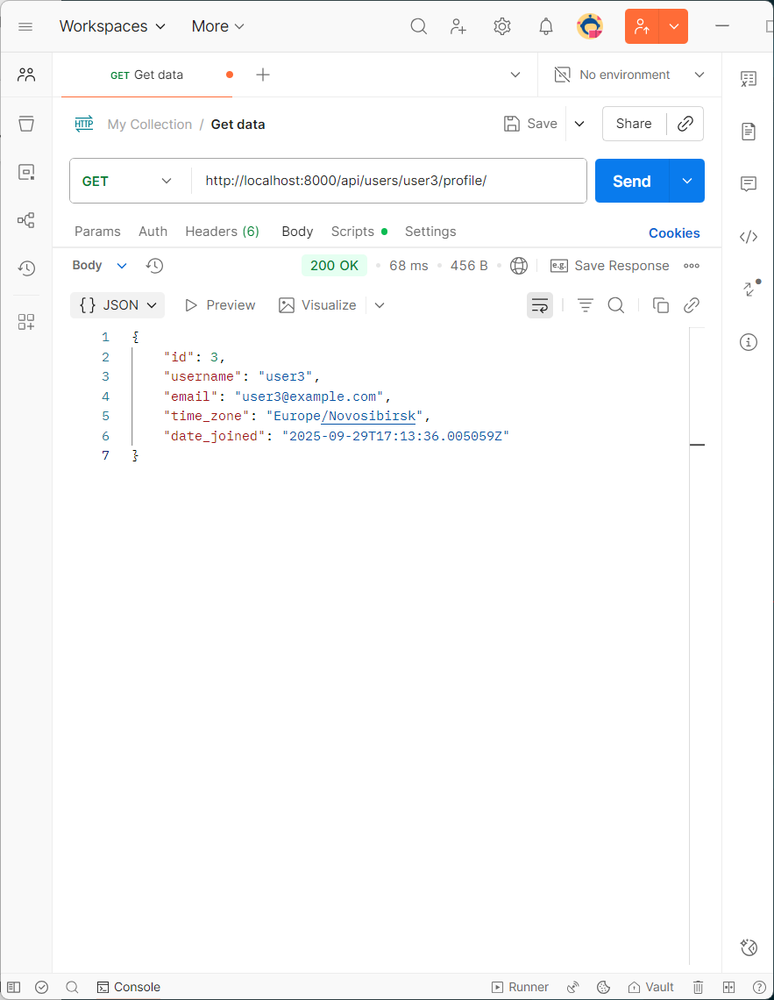 Workspaces More
GET Get data No environment
HTTP My Collection / Get data Save Share
GET http://localhost:8000/api/users/user3/profile/ Send
Params Auth Headers (6) Body Scripts Settings Cookies
Body 200 OK 68 ms 456 B e.g. Save Response
{} JSON Preview Visualize
1 {
2 "id": 3,
3 "username": "user3",
4 "email": "user3@example.com",
5 "time_zone": "Europe/Novosibirsk",
6 "date_joined": "2025-09-29T17:13:36.005059Z"
7 }
Console Runner Vault